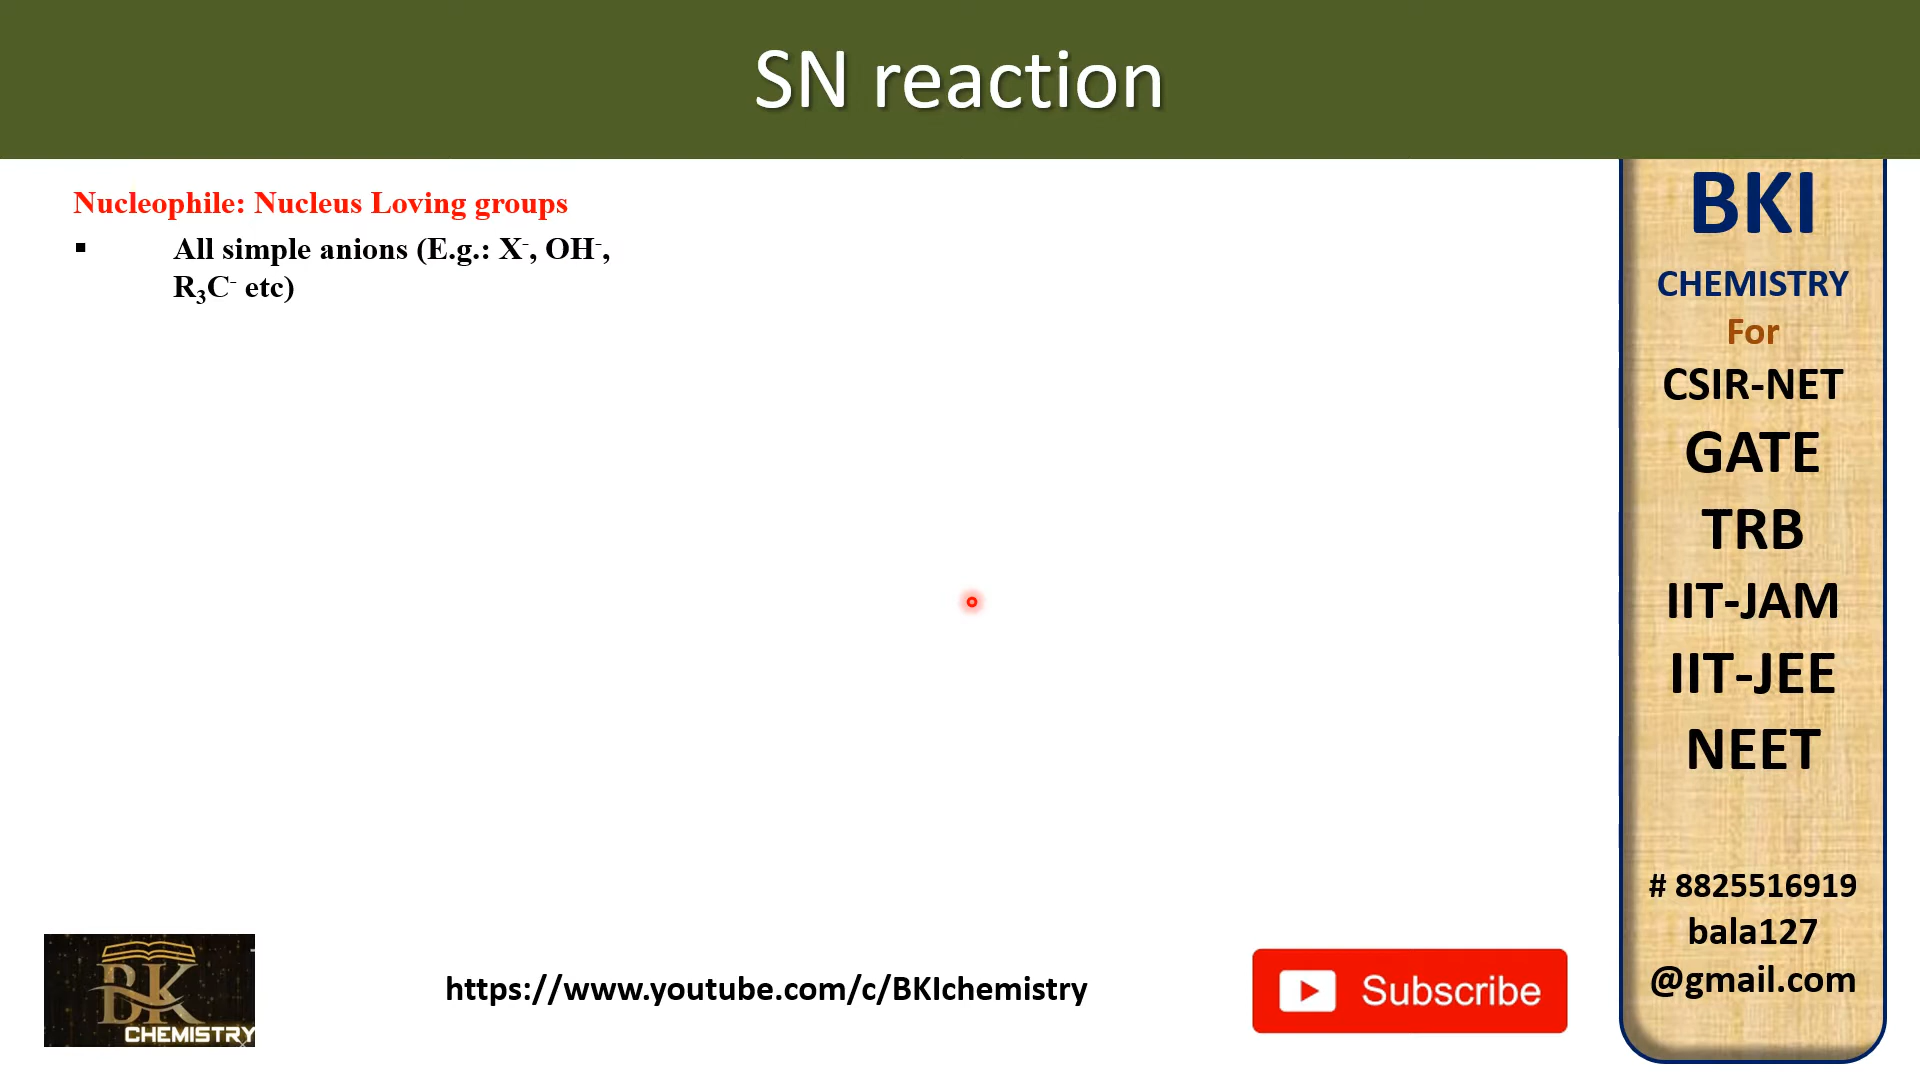 SN reaction
Nucleophile: Nucleus Loving groups
▪ All simple anions (E.g.: X⁻, OH⁻,
R₃C⁻ etc)
BKI
CHEMISTRY
For
CSIR-NET
GATE
TRB
IIT-JAM
IIT-JEE
NEET
# 8825516919
bala127
@gmail.com
BK
CHEMISTRY
https://www.youtube.com/c/BKIchemistry
Subscribe